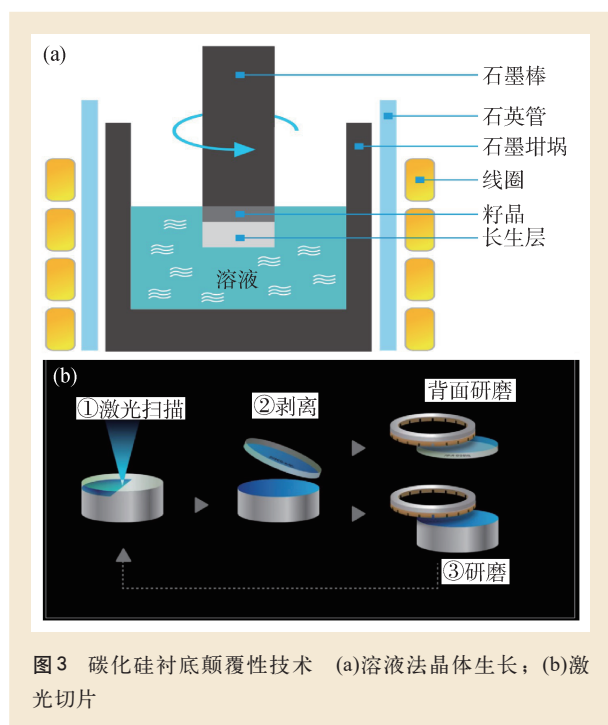 (a)
石墨棒
石英管
石墨坩埚
线圈
籽晶
长生层
溶液
(b)
①激光扫描
②剥离
背面研磨
③研磨
图3 碳化硅衬底颠覆性技术 (a)溶液法晶体生长；(b)激
光切片